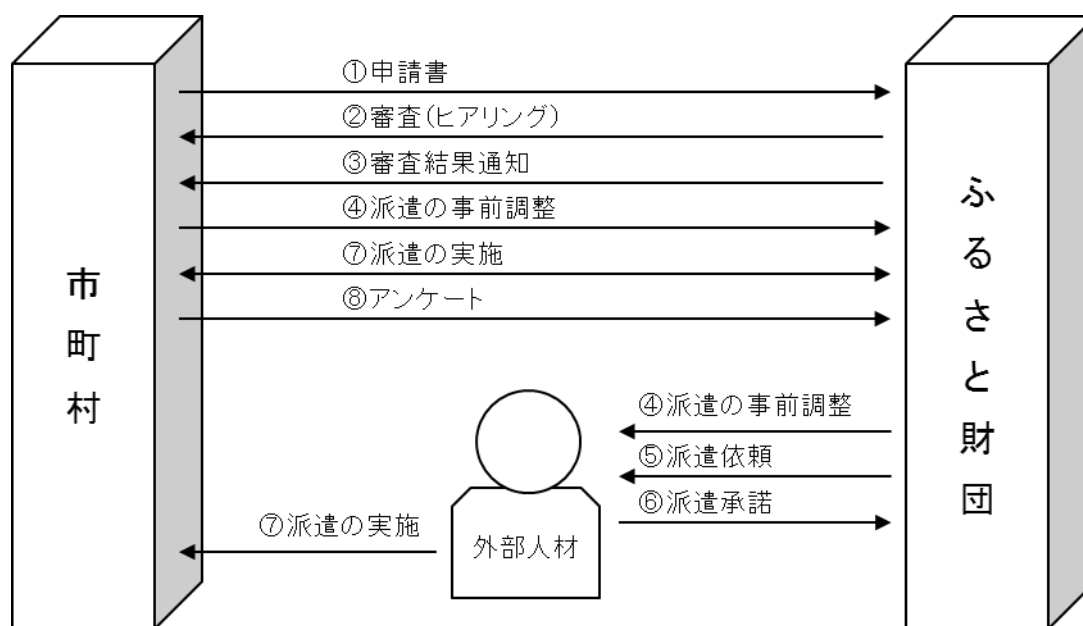 ①申請書
②審査(ヒアリング)
③審査結果通知
④派遣の事前調整
⑦派遣の実施
⑧アンケート
市町村
ふるさと財団
④派遣の事前調整
⑤派遣依頼
⑥派遣承諾
⑦派遣の実施
外部人材